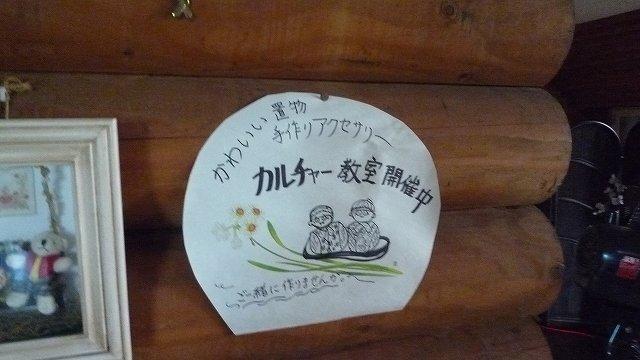 かわいい置物
手作りアクセサリー
カルチャー教室開催中
ご一緒に作りませんか。